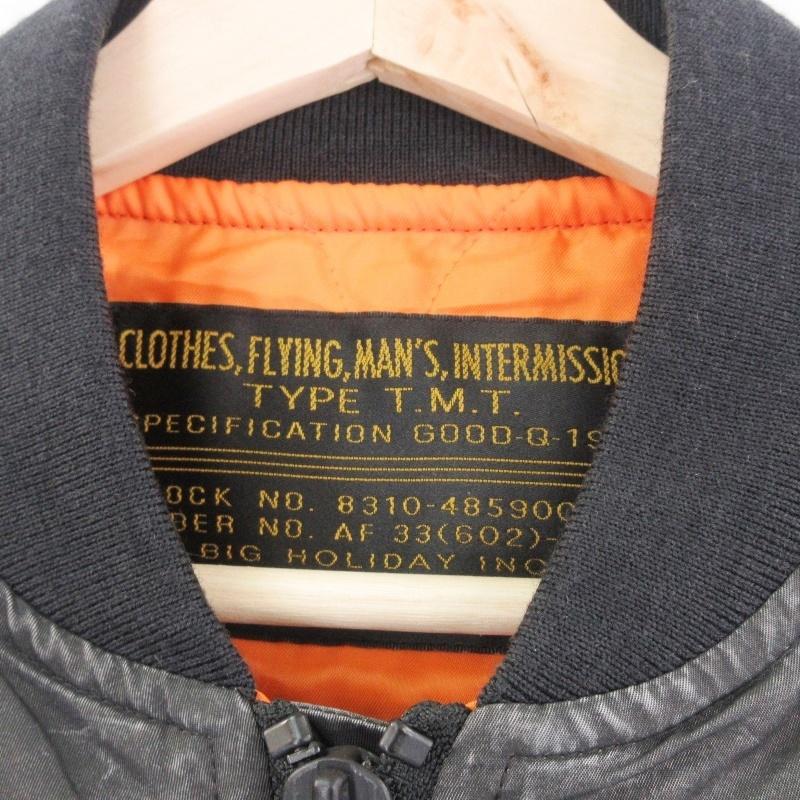 CLOTHES, FLYING, MAN'S, INTERMISSIO
TYPE T.M.T.
PECIFICATION GOOD-Q-19
OCK NO. 8310-485900
DER NO. AF 33(602)-
BIG HOLIDAY INC